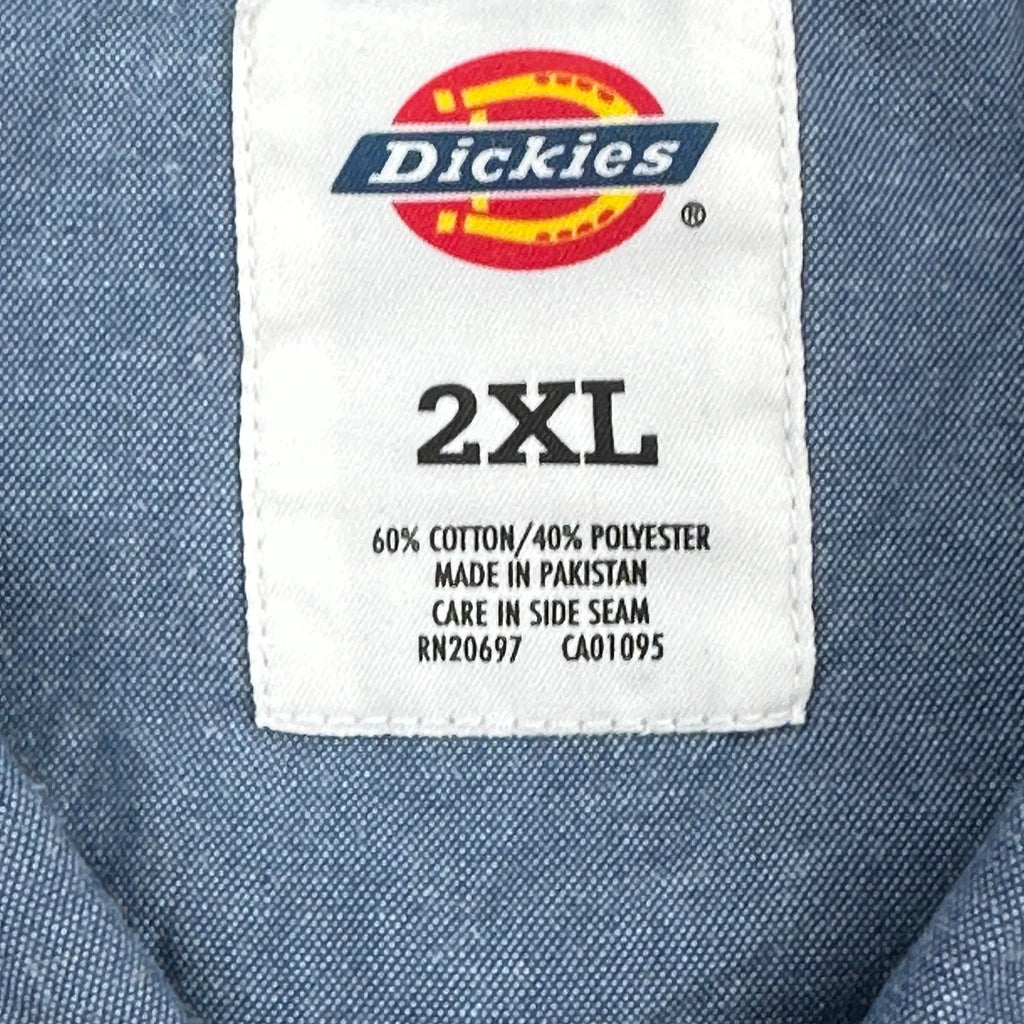 Dickies
®
2XL
60% COTTON/40% POLYESTER
MADE IN PAKISTAN
CARE IN SIDE SEAM
RN20697 CA01095